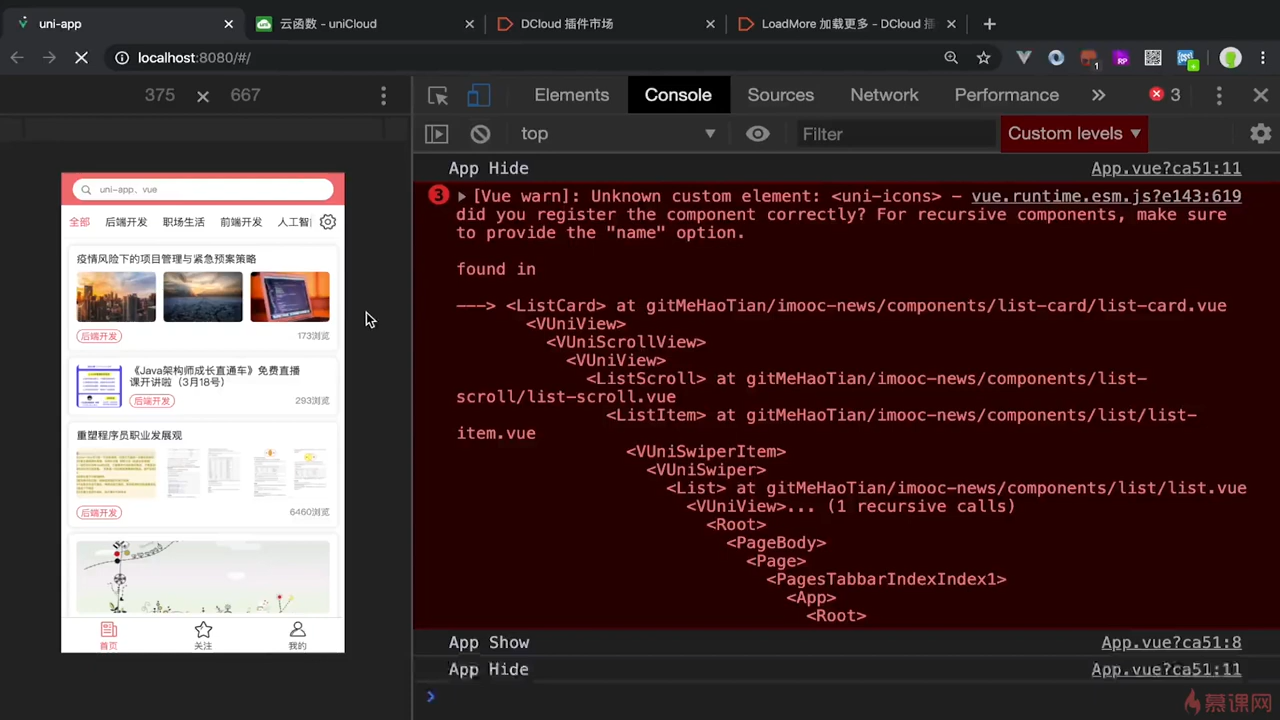 uni-app
云函数 - uniCloud
DCloud 插件市场
LoadMore 加载更多 - DCloud 插
localhost:8080/#/
1
RP
375
667
Elements
Console
Sources
Network
Performance
3
top
Filter
Custom levels ▼
App Hide
App.vue?ca51:11
3
[Vue warn]: Unknown custom element: <uni-icons> –
vue.runtime.esm.js?e143:619
did you register the component correctly? For recursive components, make sure
to provide the "name" option.
found in
---> <ListCard> at gitMeHaoTian/imooc-news/components/list-card/list-card.vue
<VUniView>
<VUniScrollView>
<VUniView>
<ListScroll> at gitMeHaoTian/imooc-news/components/list-
scroll/list-scroll.vue
<ListItem> at gitMeHaoTian/imooc-news/components/list/list-
item.vue
<VUniSwiperItem>
<VUniSwiper>
<List> at gitMeHaoTian/imooc-news/components/list/list.vue
<VUniView>... (1 recursive calls)
<Root>
<PageBody>
<Page>
<PagesTabbarIndexIndex1>
<App>
<Root>
App Show
App.vue?ca51:8
App Hide
App.vue?ca51:11
uni-app、vue
全部
后端开发
职场生活
前端开发
人工智
疫情风险下的项目管理与紧急预案策略
后端开发
173浏览
《Java架构师成长直通车》免费直播
课开讲啦（3月18号）
后端开发
293浏览
重塑程序员职业发展观
后端开发
6460浏览
首页
关注
我的
慕课网